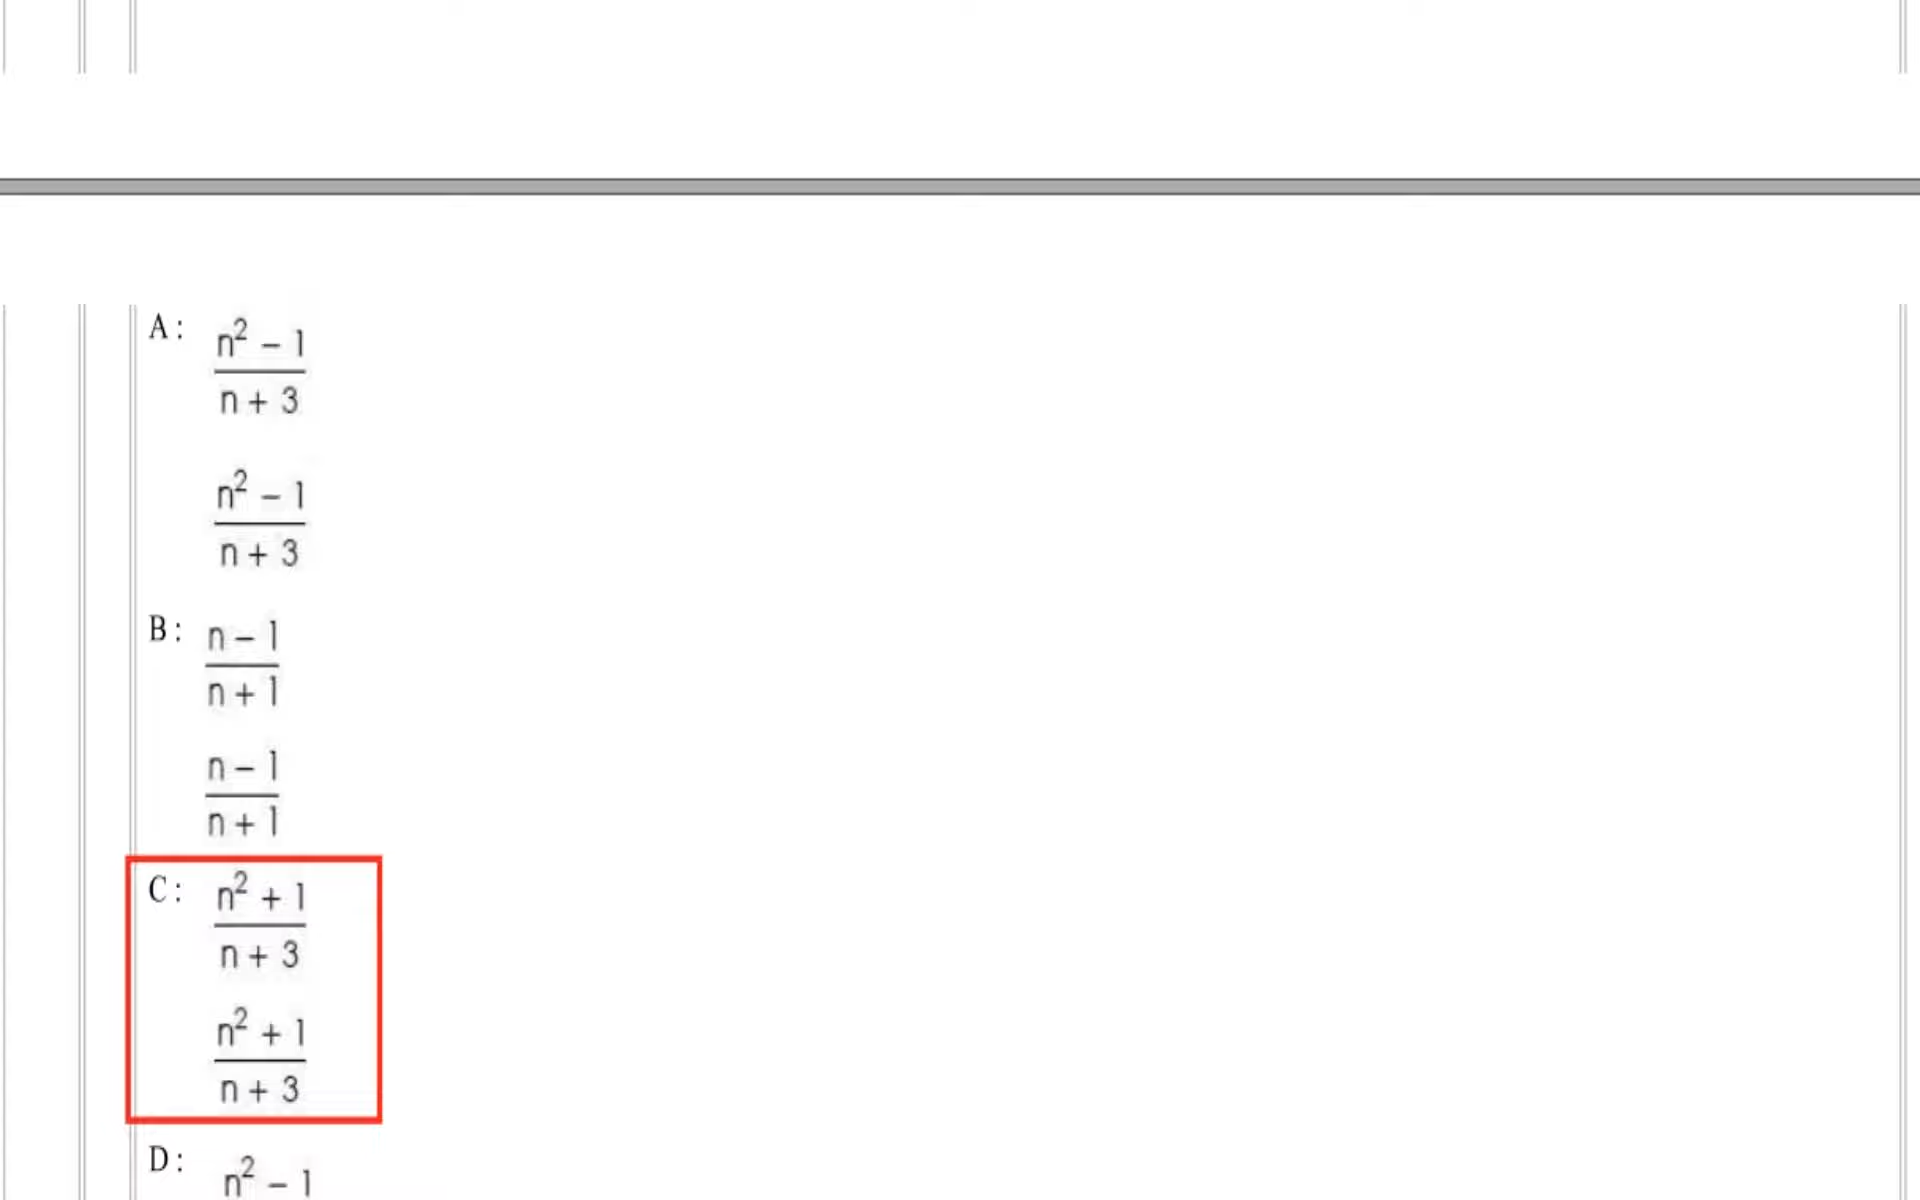 A: n² – 1
n + 3
n² – 1
n + 3
B: n – 1
n + 1
n – 1
n + 1
C: n² + 1
n + 3
n² + 1
n + 3
D: n² – 1